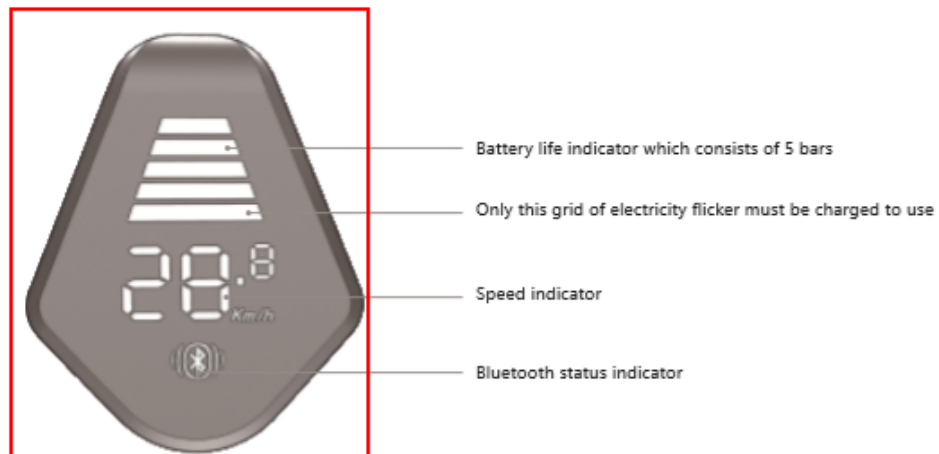 Battery life indicator which consists of 5 bars
Only this grid of electricity flicker must be charged to use
28.8
Km/h
Speed indicator
Bluetooth status indicator